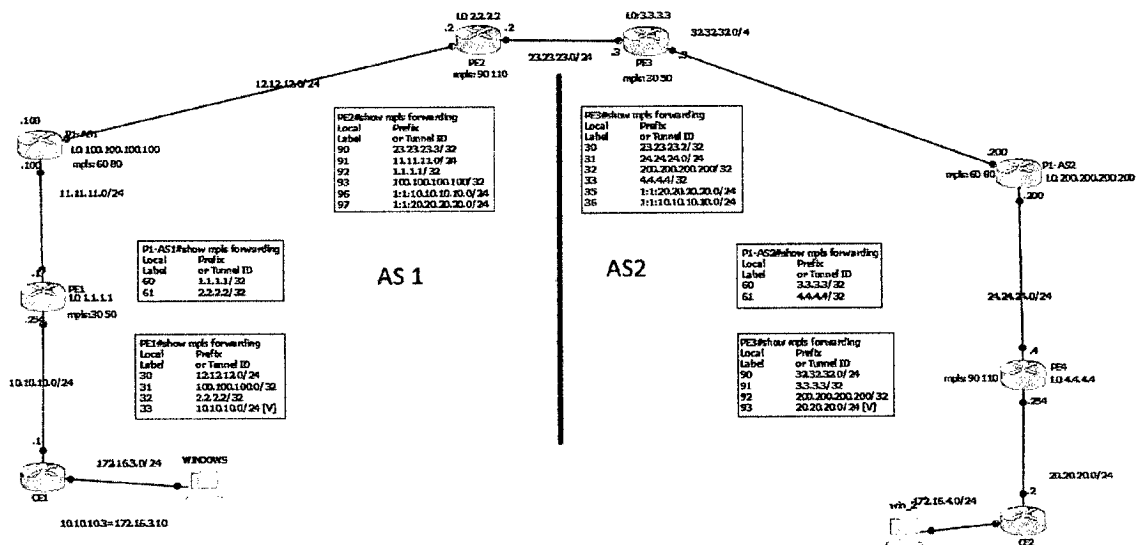 L0:2.2.2.2
.2
.2
PE2
mpls: 90 110
23.23.23.0/24
L0:3.3.3.3
.3
PE3
mpls:30 50
32.32.32.0/4
12.12.12.0/24
.100
P1-AS1
L0:100.100.100.100
mpls: 60 80
.100
11.11.11.0/24
PE2#show mpls forwarding
Local Prefix
Label or Tunnel ID
90 23.23.23.3/32
91 11.11.11.0/24
92 1.1.1.1/32
93 100.100.100.100/32
96 1:1:10.10.10.10.0/24
97 1:1:20.20.20.20.0/24
PE3#show mpls forwarding
Local Prefix
Label or Tunnel ID
30 23.23.23.2/32
31 24.24.24.0/24
32 200.200.200.200/32
33 4.4.4.4/32
35 1:1:20.20.20.20.0/24
36 1:1:10.10.10.10.0/24
.200
P1-AS2
mpls: 60 80
L0:200.200.200.200
.200
P1-AS1#show mpls forwarding
Local Prefix
Label or Tunnel ID
60 1.1.1.1/32
61 2.2.2.2/32
AS 1
AS2
P1-AS2#show mpls forwarding
Local Prefix
Label or Tunnel ID
60 3.3.3.3/32
61 4.4.4.4/32
24.24.24.0/24
.1
PE1
L0:1.1.1.1
mpls:30 50
.254
PE1#show mpls forwarding
Local Prefix
Label or Tunnel ID
30 12.12.12.0/24
31 100.100.100.0/32
32 2.2.2.2/32
33 10.10.10.0/24 [V]
PE3#show mpls forwarding
Local Prefix
Label or Tunnel ID
90 32.32.32.0/24
91 3.3.3.3/32
92 200.200.200.200/32
93 20.20.20.0/24 [V]
.4
PE4
mpls: 90 110
L0:4.4.4.4
.254
10.10.10.0/24
.1
CE1
172.16.3.0/24
WINDOWS
10.10.10.3=172.16.3.10
20.20.20.0/24
.2
172.16.4.0/24
win_2
CE2